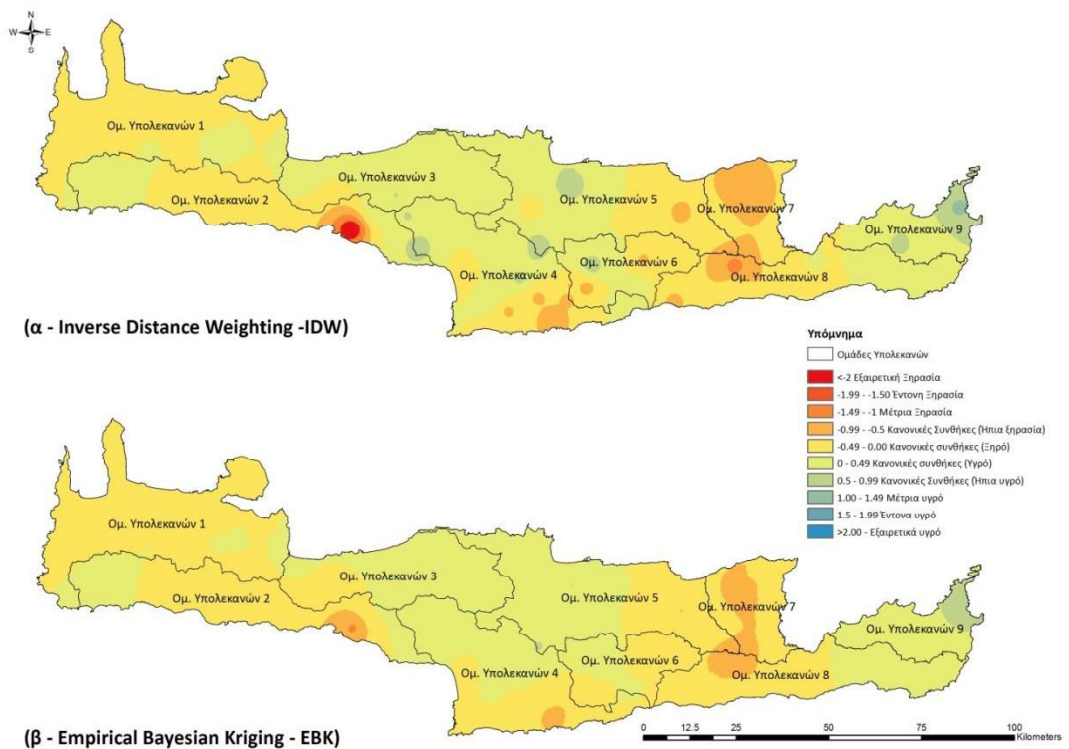 N
W E
S
Ομ. Υπολεκανών 1
Ομ. Υπολεκανών 2
Ομ. Υπολεκανών 3
Ομ. Υπολεκανών 4
Ομ. Υπολεκανών 5
Ομ. Υπολεκανών 6
Ομ. Υπολεκανών 7
Ομ. Υπολεκανών 8
Ομ. Υπολεκανών 9
(α - Inverse Distance Weighting -IDW)
Υπόμνημα
Ομάδες Υπολεκανών
<-2 Εξαιρετική Ξηρασία
-1.99 - -1.50 Έντονη Ξηρασία
-1.49 - -1 Μέτρια Ξηρασία
-0.99 - -0.5 Κανονικές Συνθήκες (Ήπια ξηρασία)
-0.49 - 0.00 Κανονικές συνθήκες (Ξηρό)
0 - 0.49 Κανονικές συνθήκες (Υγρό)
0.5 - 0.99 Κανονικές Συνθήκες (Ήπια υγρό)
1.00 - 1.49 Μέτρια υγρό
1.5 - 1.99 Έντονα υγρό
>2.00 - Εξαιρετικά υγρό
Ομ. Υπολεκανών 1
Ομ. Υπολεκανών 2
Ομ. Υπολεκανών 3
Ομ. Υπολεκανών 4
Ομ. Υπολεκανών 5
Ομ. Υπολεκανών 6
Ομ. Υπολεκανών 7
Ομ. Υπολεκανών 8
Ομ. Υπολεκανών 9
(β - Empirical Bayesian Kriging - EBK)
0 12.5 25 50 75 100
Kilometers